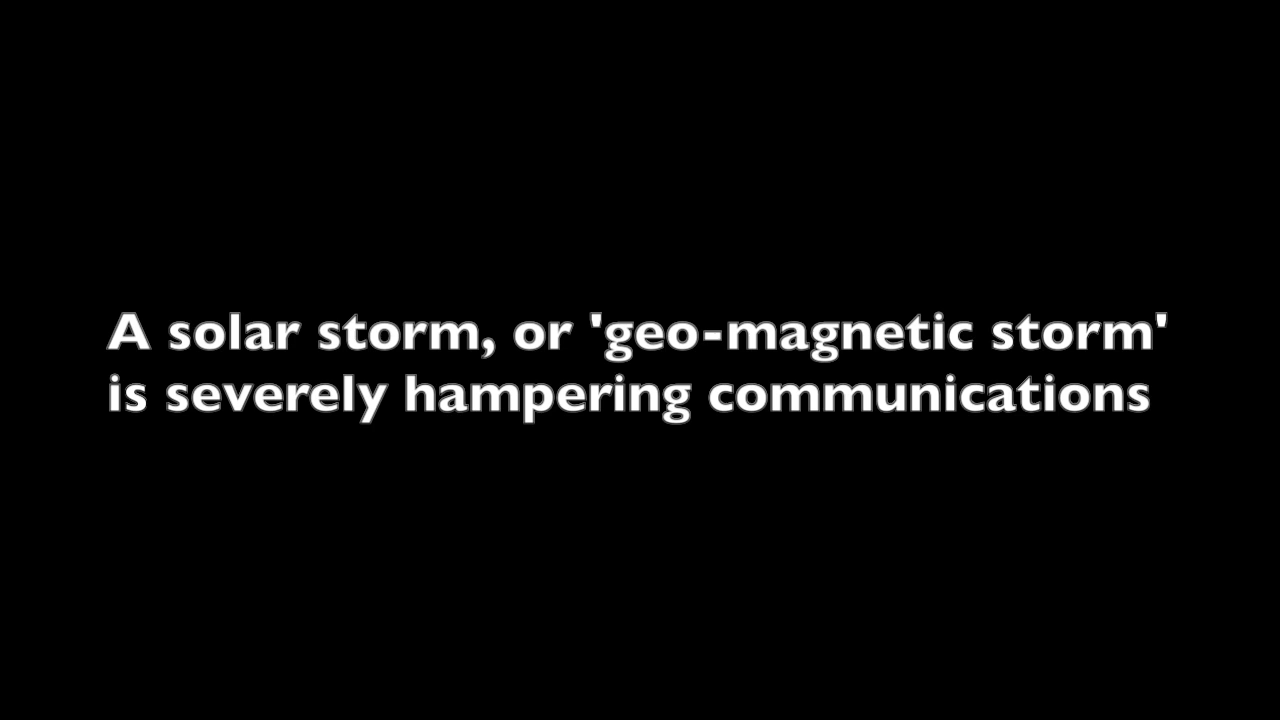 A solar storm, or 'geo-magnetic storm'
is severely hampering communications